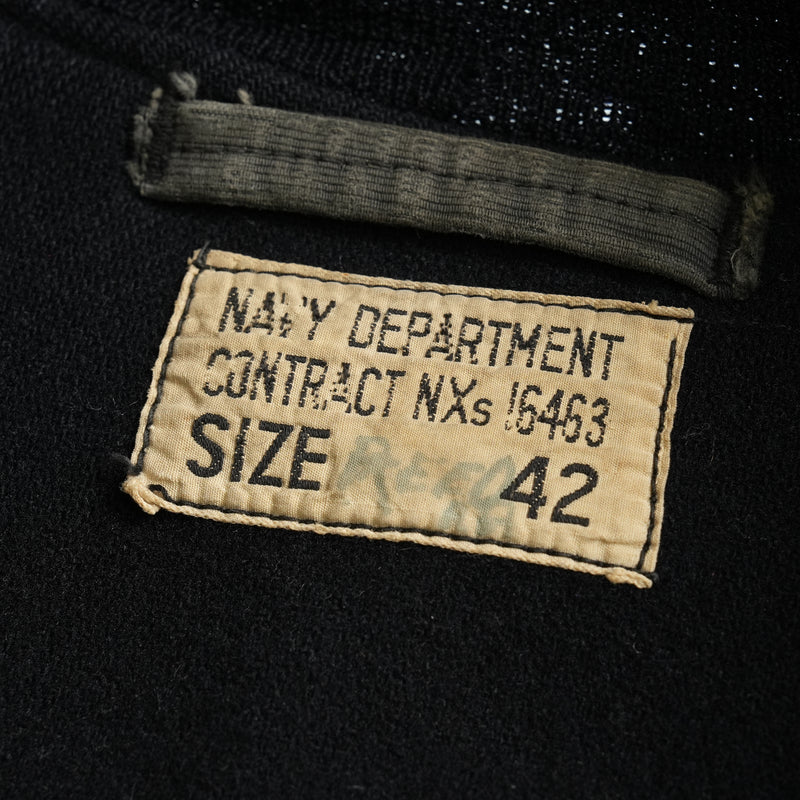 NAVY DEPARTMENT
CONTRACT NXs 16463
SIZE 42